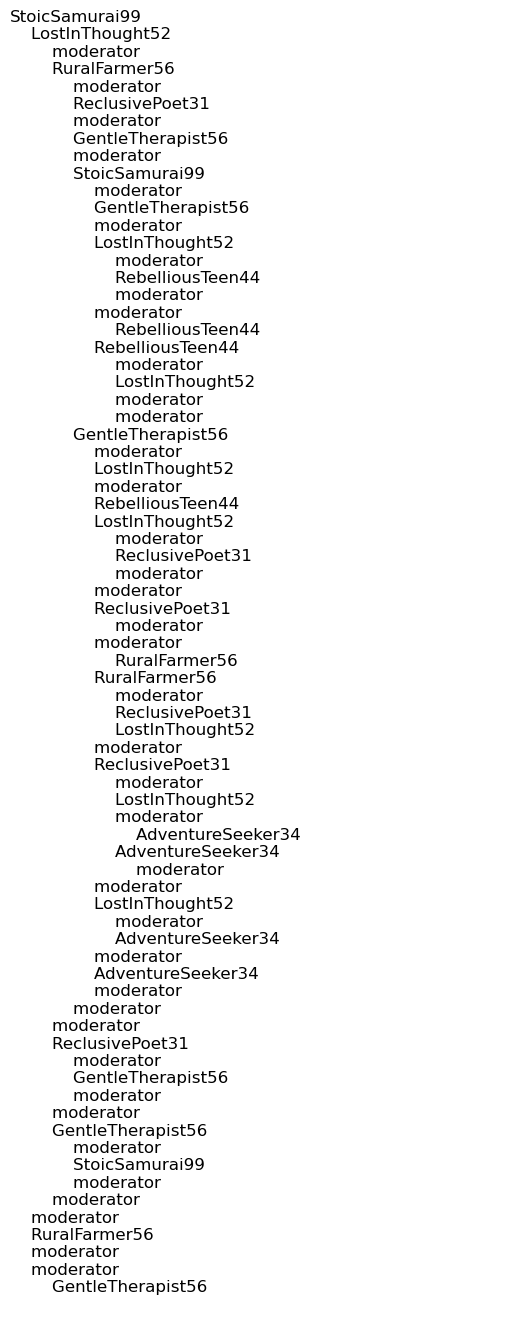 StoicSamurai99
LostInThought52
moderator
RuralFarmer56
moderator
ReclusivePoet31
moderator
GentleTherapist56
moderator
StoicSamurai99
moderator
GentleTherapist56
moderator
LostInThought52
moderator
RebelliousTeen44
moderator
moderator
RebelliousTeen44
RebelliousTeen44
moderator
LostInThought52
moderator
moderator
GentleTherapist56
moderator
LostInThought52
moderator
RebelliousTeen44
LostInThought52
moderator
ReclusivePoet31
moderator
moderator
ReclusivePoet31
moderator
moderator
RuralFarmer56
RuralFarmer56
moderator
ReclusivePoet31
LostInThought52
moderator
ReclusivePoet31
moderator
LostInThought52
moderator
AdventureSeeker34
AdventureSeeker34
moderator
moderator
LostInThought52
moderator
AdventureSeeker34
moderator
AdventureSeeker34
moderator
moderator
moderator
ReclusivePoet31
moderator
GentleTherapist56
moderator
moderator
GentleTherapist56
moderator
StoicSamurai99
moderator
moderator
moderator
RuralFarmer56
moderator
moderator
GentleTherapist56